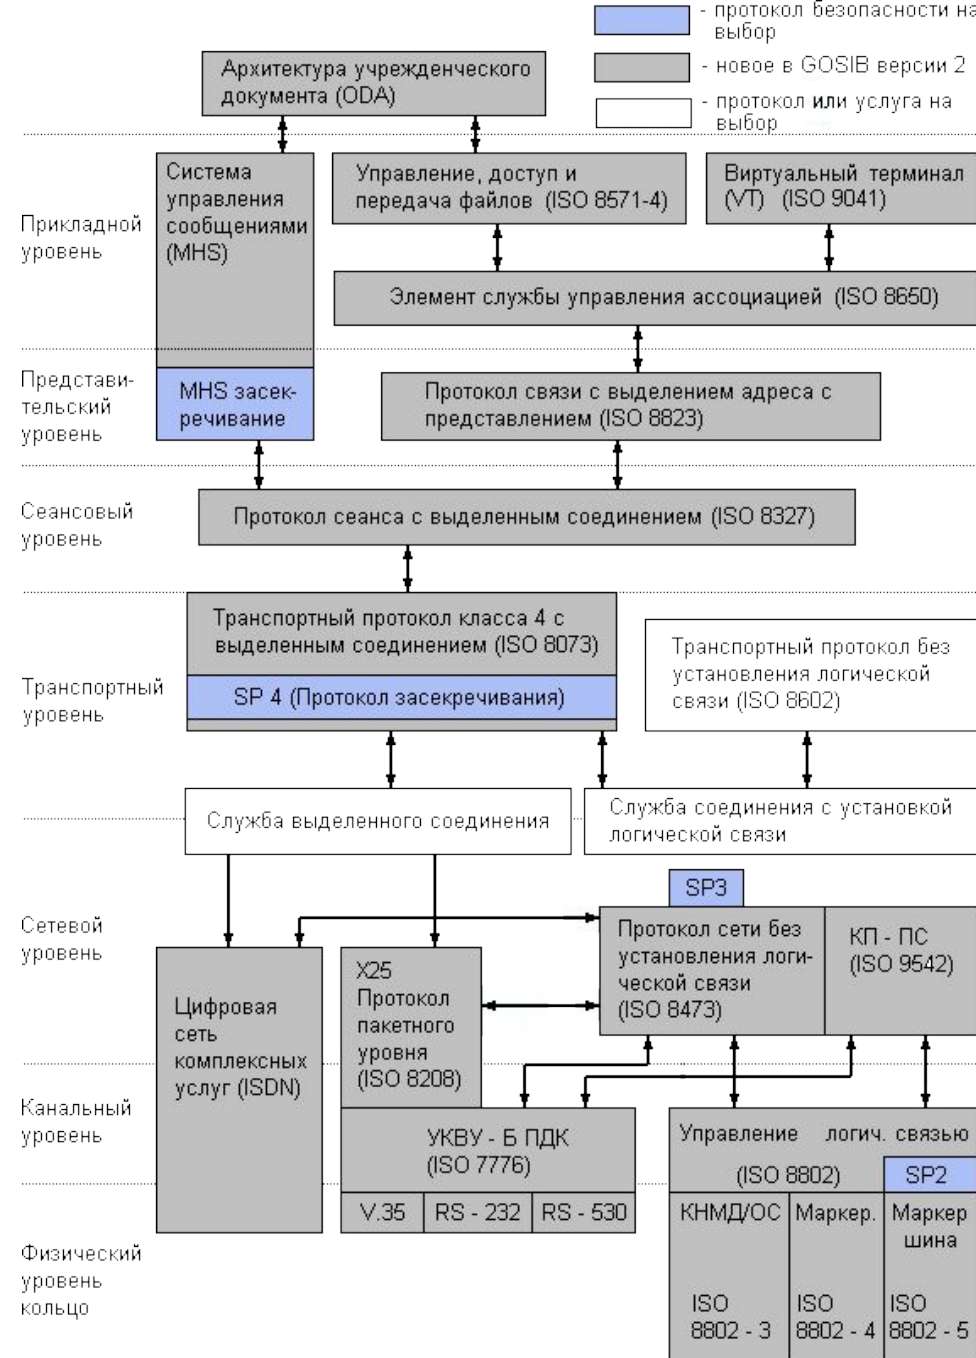 - протокол безопасности на
выбор
- новое в GOSIB версии 2
- протокол или услуга на
выбор
Архитектура учрежденческого
документа (ODA)
Прикладной
уровень
Система
управления
сообщениями
(MHS)
Управление, доступ и
передача файлов (ISO 8571-4)
Виртуальный терминал
(VT) (ISO 9041)
Элемент службы управления ассоциацией (ISO 8650)
Представи-
тельский
уровень
MHS засек-
речивание
Протокол связи с выделением адреса с
представлением (ISO 8823)
Сеансовый
уровень
Протокол сеанса с выделенным соединением (ISO 8327)
Транспортный
уровень
Транспортный протокол класса 4 с
выделенным соединением (ISO 8073)
SP 4 (Протокол засекречивания)
Транспортный протокол без
установления логической
связи (ISO 8602)
Служба выделенного соединения
Служба соединения с установкой
логической связи
Сетевой
уровень
SP3
Протокол сети без
установления логи-
ческой связи
(ISO 8473)
КП - ПС
(ISO 9542)
Цифровая
сеть
комплексных
услуг (ISDN)
X25
Протокол
пакетного
уровня
(ISO 8208)
Канальный
уровень
УКВУ - Б ПДК
(ISO 7776)
Управление логич. связью
(ISO 8802)
SP2
V.35
RS - 232
RS - 530
Физический
уровень
кольцо
КНМД/ОС
ISO
8802 - 3
Маркер.
ISO
8802 - 4
Маркер
шина
ISO
8802 - 5